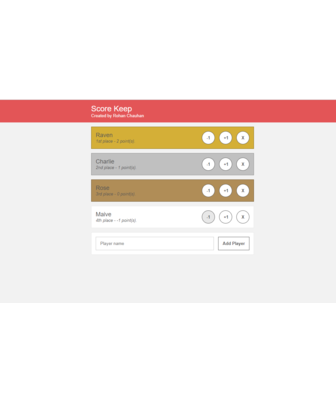 Score Keep
Created by Rohan Chauhan
Raven
1st place - 2 point(s)
-1 +1 X
Charlie
2nd place - 1 point(s)
-1 +1 X
Rose
3rd place - 0 point(s)
-1 +1 X
Maive
4th place - -1 point(s)
-1 +1 X
Player name
Add Player